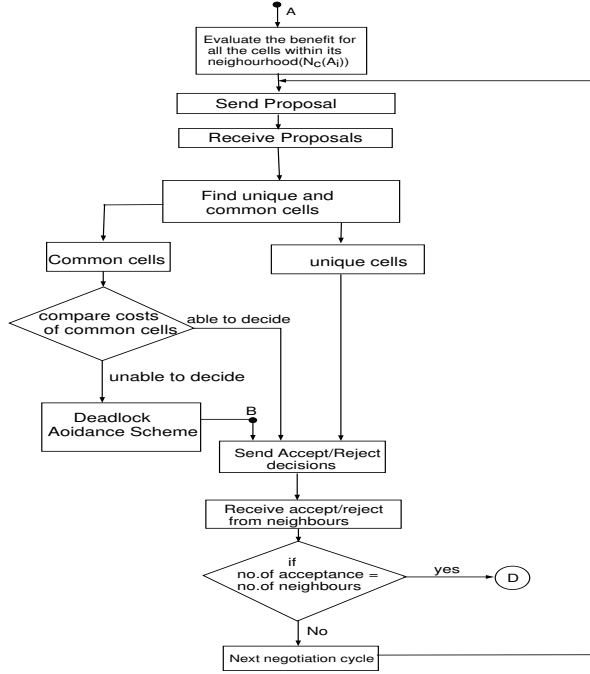 A
Evaluate the benefit for
all the cells within its
neighourhood(Nc(Ai))
Send Proposal
Receive Proposals
Find unique and
common cells
Common cells
unique cells
compare costs
of common cells
able to decide
unable to decide
Deadlock
Aoidance Scheme
B
Send Accept/Reject
decisions
Receive accept/reject
from neighbours
if
no.of acceptance =
no.of neighbours
yes
D
No
Next negotiation cycle